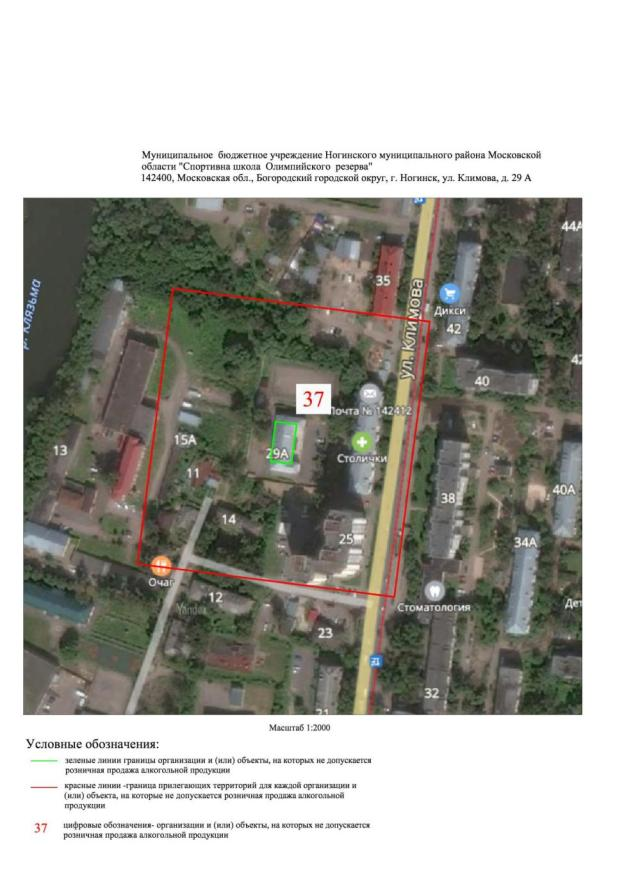 Муниципальное бюджетное учреждение Ногинского муниципального района Московской
области "Спортивна школа Олимпийского резерва"
142400, Московская обл., Богородский городской округ, г. Ногинск, ул. Климова, д. 29 А
44А
35
р. Клязьма
ул. Климова
Дикси
42
42
40
37
Почта № 142412
15А
29А
Столички
13
11
38
40А
14
25
34А
Очаг
12
Yandex
Стоматология
Дет
23
32
21
Масштаб 1:2000
Условные обозначения:
зеленые линии границы организации и (или) объекты, на которых не допускается
розничная продажа алкогольной продукции
красные линии -граница прилегающих территорий для каждой организации и
(или) объекта, на которые не допускается розничная продажа алкогольной
продукции
37 цифровые обозначения- организации и (или) объекты, на которых не допускается
розничная продажа алкогольной продукции